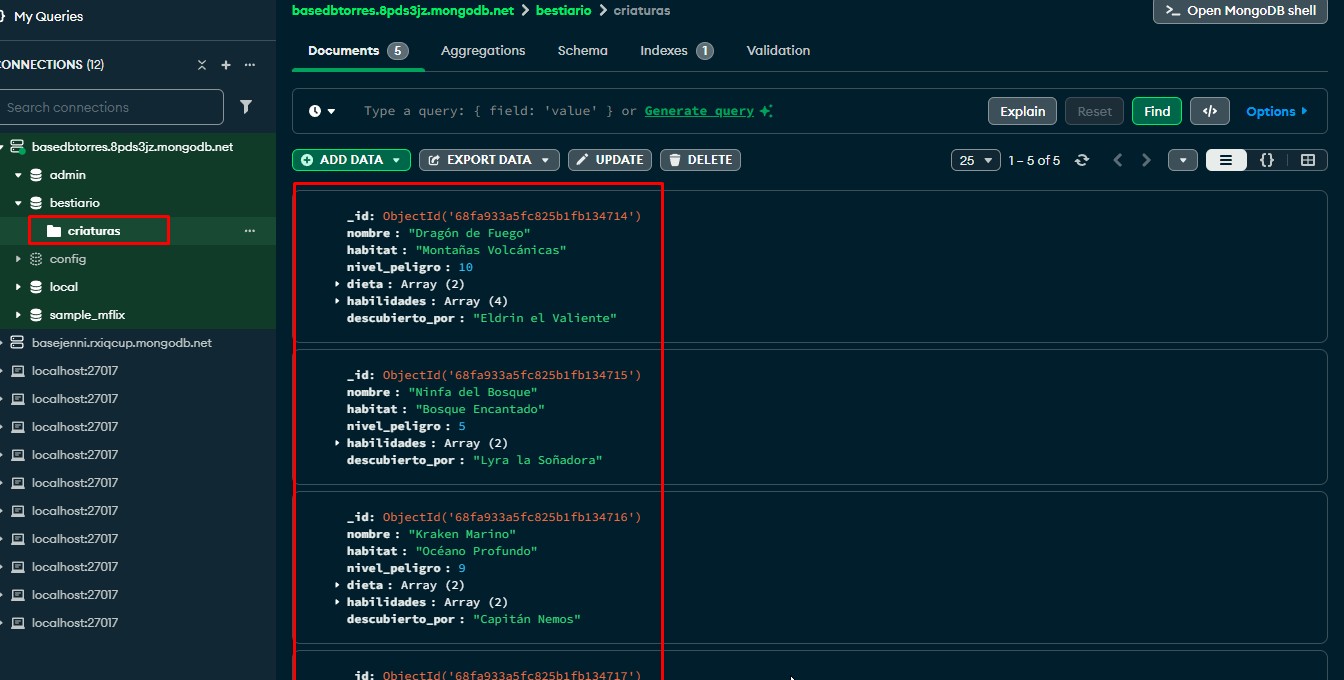 My Queries
CONNECTIONS (12)
Search connections
basedbtorres.8pds3jz.mongodb.net
admin
bestiario
criaturas
config
local
sample_mflix
basejenni.rxiqcup.mongodb.net
localhost:27017
localhost:27017
localhost:27017
localhost:27017
localhost:27017
localhost:27017
localhost:27017
localhost:27017
localhost:27017
localhost:27017
basedbtorres.8pds3jz.mongodb.net > bestiario > criaturas
>_ Open MongoDB shell
Documents 5 Aggregations Schema Indexes 1 Validation
Type a query: { field: 'value' } or Generate query
Explain Reset Find </> Options
ADD DATA EXPORT DATA UPDATE DELETE 25 1 – 5 of 5 {}
_id: ObjectId('68fa933a5fc825b1fb134714')
nombre : "Dragón de Fuego"
habitat : "Montañas Volcánicas"
nivel_peligro : 10
dieta : Array (2)
habilidades : Array (4)
descubierto_por : "Eldrin el Valiente"
_id: ObjectId('68fa933a5fc825b1fb134715')
nombre : "Ninfa del Bosque"
habitat : "Bosque Encantado"
nivel_peligro : 5
habilidades : Array (2)
descubierto_por : "Lyra la Soñadora"
_id: ObjectId('68fa933a5fc825b1fb134716')
nombre : "Kraken Marino"
habitat : "Océano Profundo"
nivel_peligro : 9
dieta : Array (2)
habilidades : Array (2)
descubierto_por : "Capitán Nemos"
_id: ObjectId('68fa933a5fc825b1fb134717')